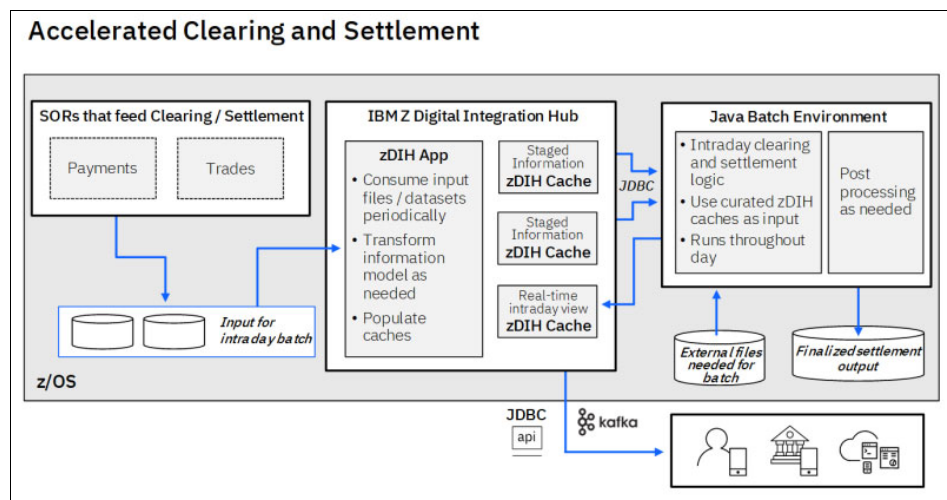 Accelerated Clearing and Settlement
SORs that feed Clearing / Settlement
Payments
Trades
Input for
intraday batch
z/OS
IBM Z Digital Integration Hub
zDIH App
• Consume input
files / datasets
periodically
• Transform
information
model as
needed
• Populate
caches
Staged
Information
zDIH Cache
Staged
Information
zDIH Cache
Real-time
intraday view
zDIH Cache
JDBC
Java Batch Environment
• Intraday clearing
and settlement
logic
• Use curated zDIH
caches as input
• Runs throughout
day
Post
processing
as needed
External files
needed for
batch
Finalized settlement
output
JDBC
api
kafka